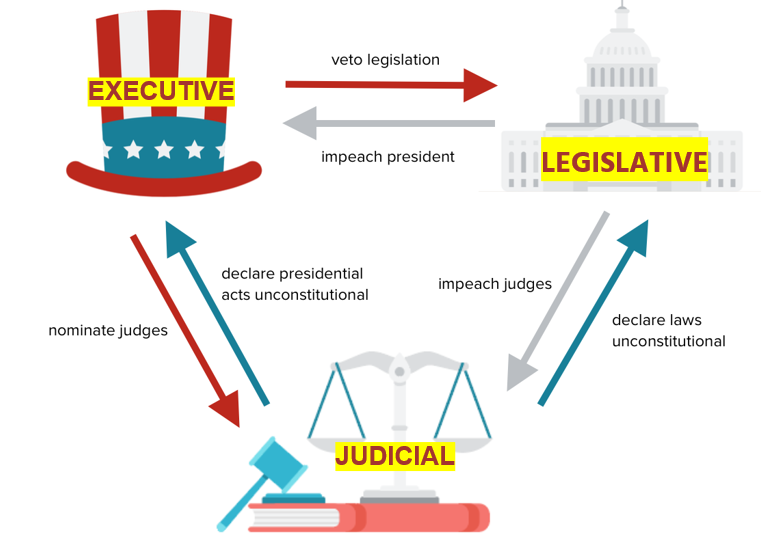 veto legislation
EXECUTIVE
impeach president
LEGISLATIVE
declare presidential
acts unconstitutional
impeach judges
nominate judges
declare laws
unconstitutional
JUDICIAL